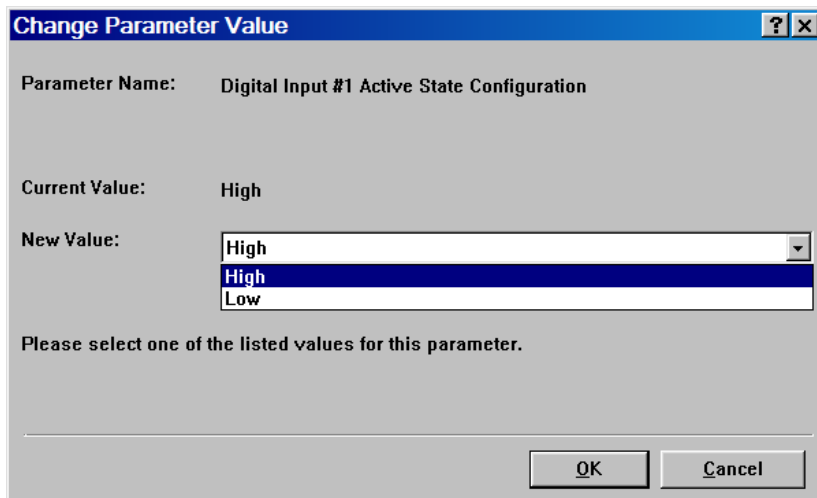 Change Parameter Value
Parameter Name: Digital Input #1 Active State Configuration
Current Value: High
New Value: High
High
Low
Please select one of the listed values for this parameter.
OK Cancel